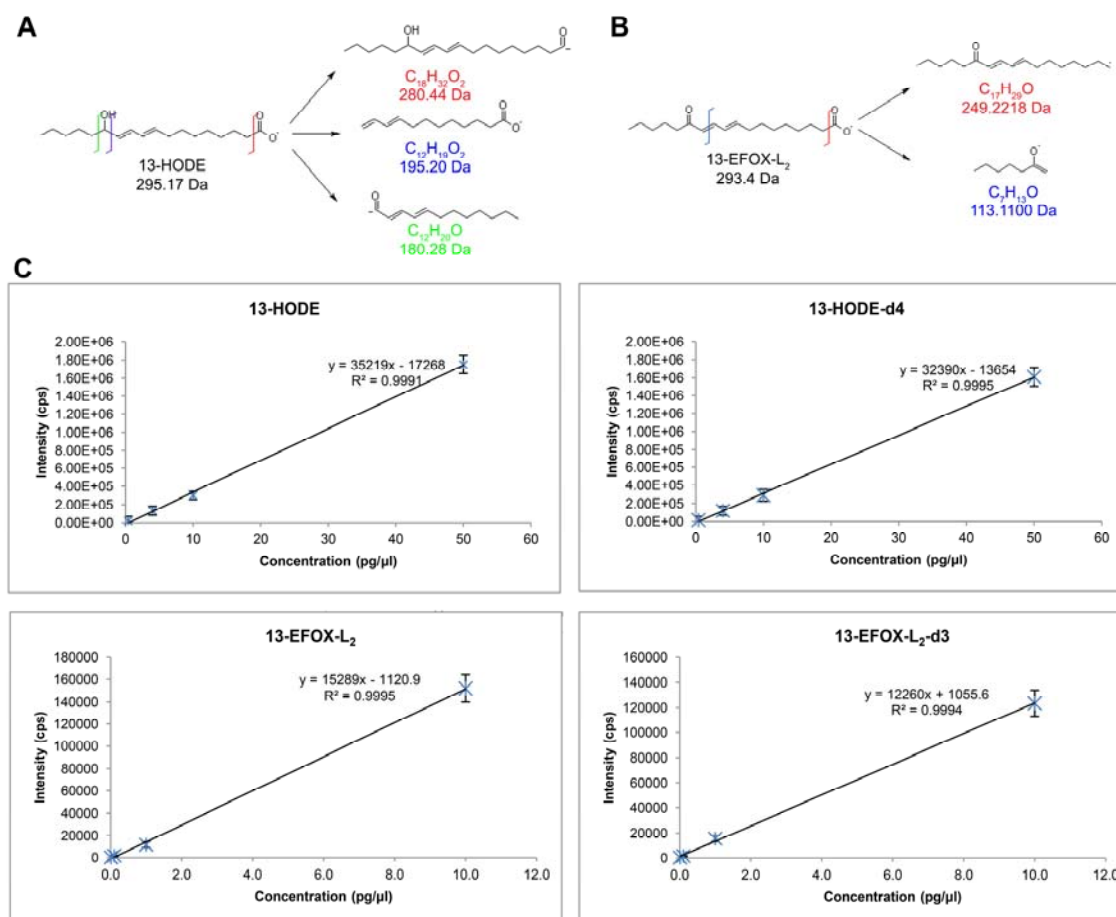 A
OH
O
C₁₈H₃₂O₂
280.44 Da
OH
O
O⁻
13-HODE
295.17 Da
O
O⁻
C₁₂H₁₉O₂
195.20 Da
O
C₁₂H₂₀O
180.28 Da
B
O
C₁₇H₂₉O
249.2218 Da
O
O
O⁻
13-EFOX-L₂
293.4 Da
O⁻
C₇H₁₃O
113.1100 Da
C
13-HODE
Intensity (cps)
2.00E+06
1.80E+06
1.60E+06
1.40E+06
1.20E+06
1.00E+06
8.00E+05
6.00E+05
4.00E+05
2.00E+05
0.00E+00
y = 35219x - 17268
R² = 0.9991
0 10 20 30 40 50 60
Concentration (pg/µl)
13-HODE-d4
Intensity (cps)
2.00E+06
1.80E+06
1.60E+06
1.40E+06
1.20E+06
1.00E+06
8.00E+05
6.00E+05
4.00E+05
2.00E+05
0.00E+00
y = 32390x - 13654
R² = 0.9995
0 10 20 30 40 50 60
Concentration (pg/µl)
13-EFOX-L₂
Intensity (cps)
180000
160000
140000
120000
100000
80000
60000
40000
20000
0
y = 15289x - 1120.9
R² = 0.9995
0.0 2.0 4.0 6.0 8.0 10.0 12.0
Concentration (pg/µl)
13-EFOX-L₂-d3
Intensity (cps)
160000
140000
120000
100000
80000
60000
40000
20000
0
y = 12260x + 1055.6
R² = 0.9994
0.0 2.0 4.0 6.0 8.0 10.0 12.0
Concentration (pg/µl)